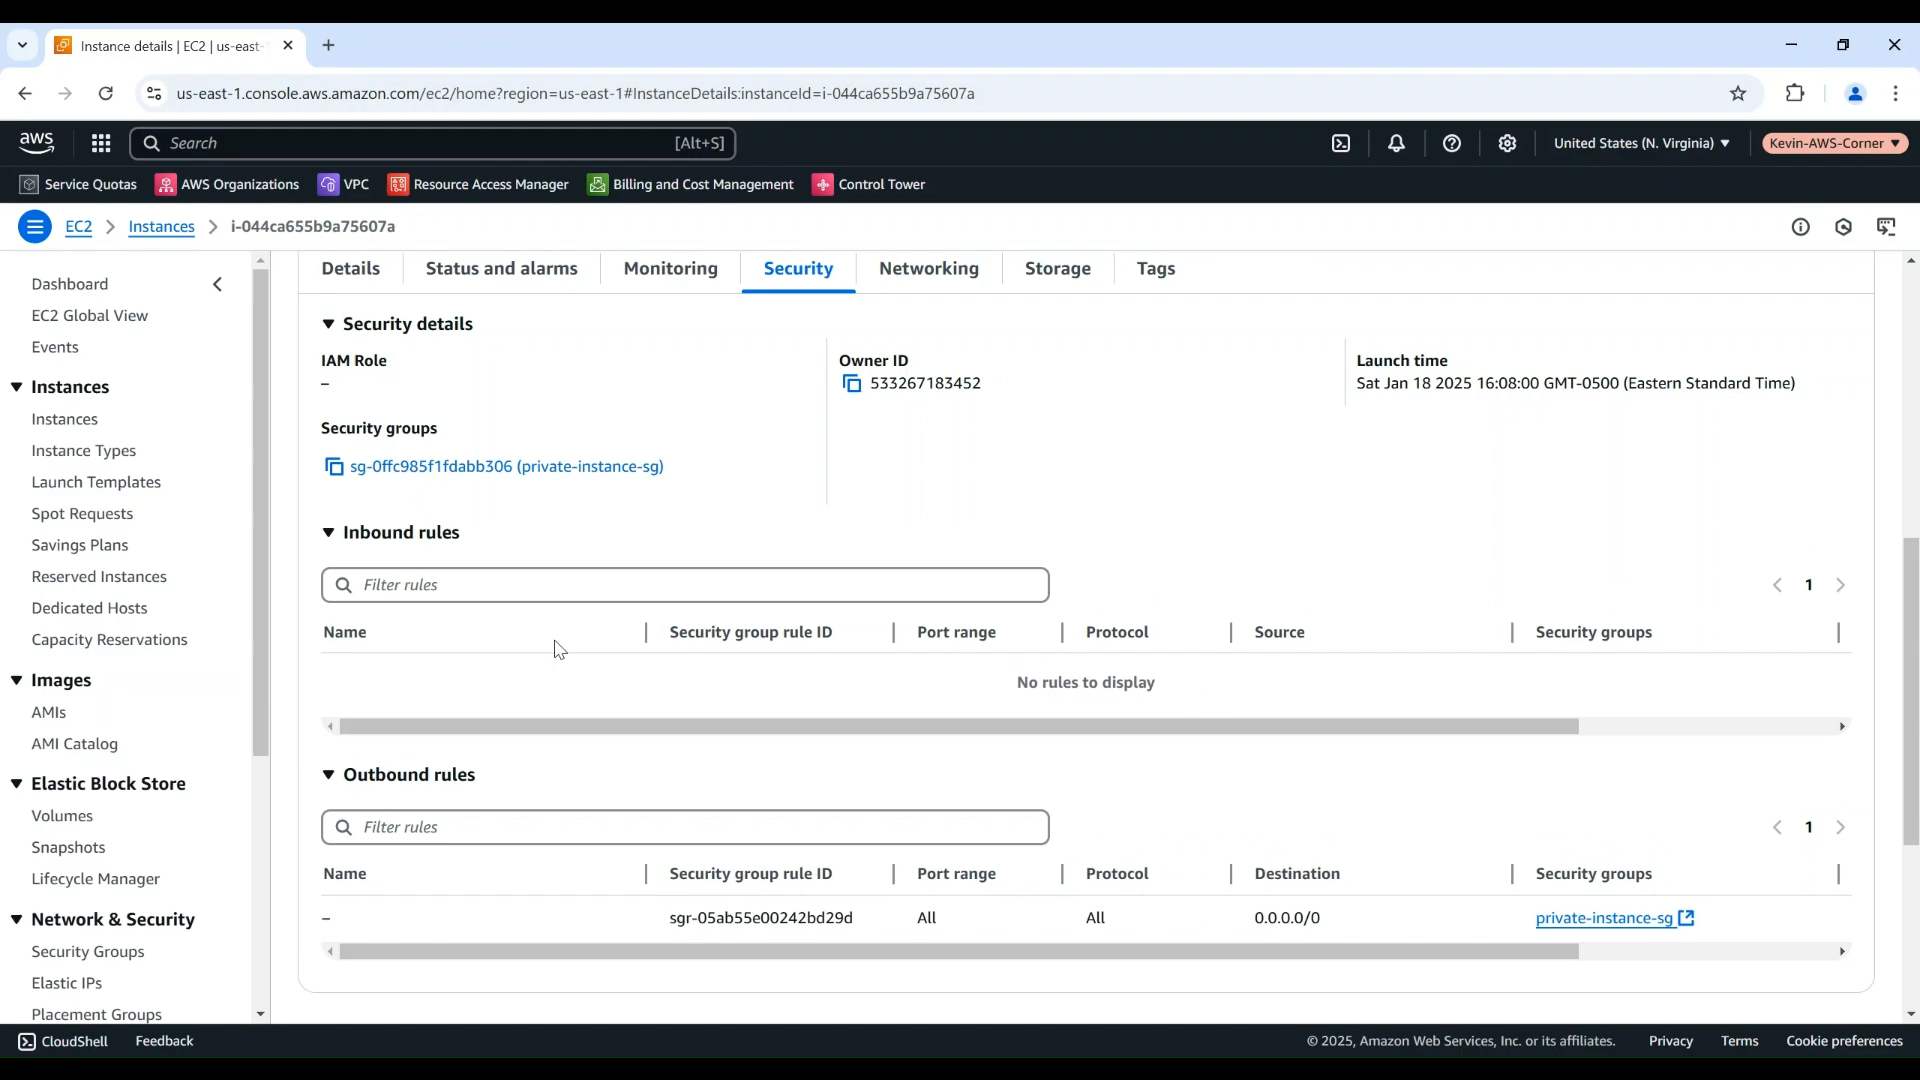 Instance details | EC2 | us-east-
us-east-1.console.aws.amazon.com/ec2/home?region=us-east-1#InstanceDetails:instanceId=i-044ca655b9a75607a
aws
Search
[Alt+S]
United States (N. Virginia)
Kevin-AWS-Corner
Service Quotas
AWS Organizations
VPC
Resource Access Manager
Billing and Cost Management
Control Tower
EC2
Instances
i-044ca655b9a75607a
Dashboard
EC2 Global View
Events
Instances
Instances
Instance Types
Launch Templates
Spot Requests
Savings Plans
Reserved Instances
Dedicated Hosts
Capacity Reservations
Images
AMIs
AMI Catalog
Elastic Block Store
Volumes
Snapshots
Lifecycle Manager
Network & Security
Security Groups
Elastic IPs
Placement Groups
Details
Status and alarms
Monitoring
Security
Networking
Storage
Tags
Security details
IAM Role
–
Owner ID
533267183452
Launch time
Sat Jan 18 2025 16:08:00 GMT-0500 (Eastern Standard Time)
Security groups
sg-0ffc985f1fdabb306 (private-instance-sg)
Inbound rules
Filter rules
1
Name
Security group rule ID
Port range
Protocol
Source
Security groups
No rules to display
Outbound rules
Filter rules
1
Name
Security group rule ID
Port range
Protocol
Destination
Security groups
–
sgr-05ab55e00242bd29d
All
All
0.0.0.0/0
private-instance-sg
CloudShell
Feedback
© 2025, Amazon Web Services, Inc. or its affiliates.
Privacy
Terms
Cookie preferences